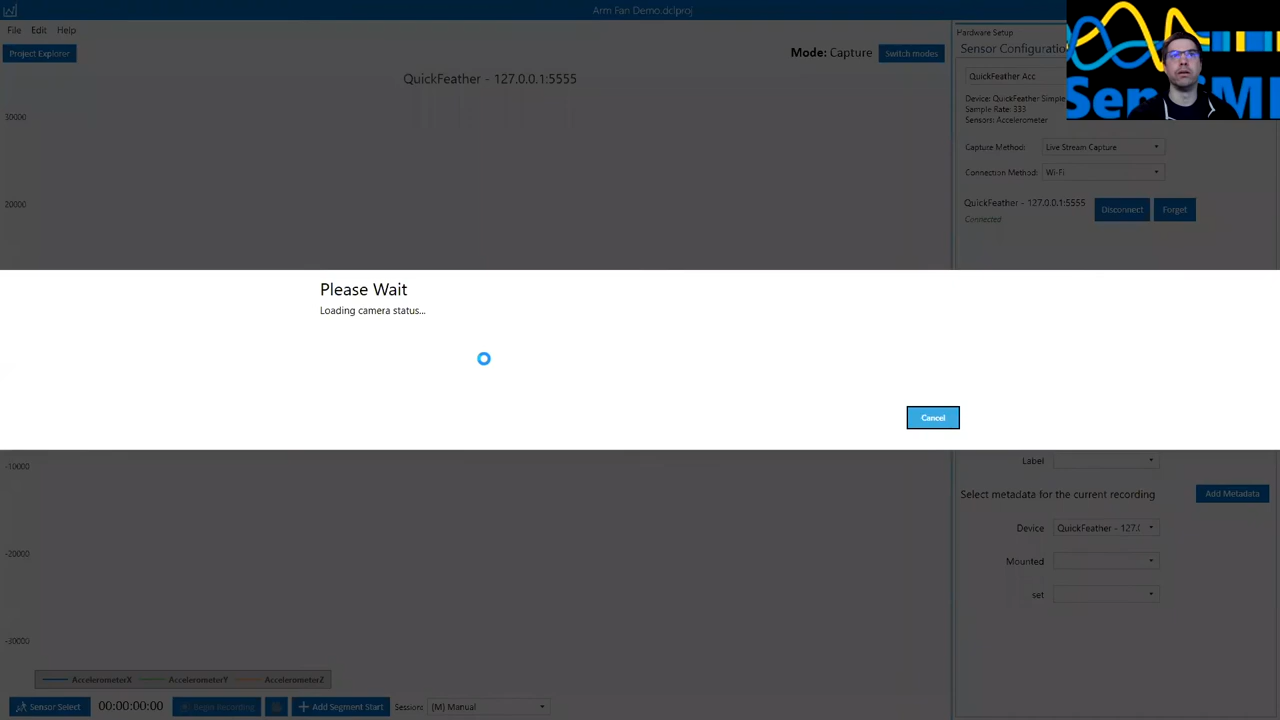 Arm Fan Demo.dclproj
File Edit Help
Project Explorer
Mode: Capture Switch modes
QuickFeather - 127.0.0.1:5555
30000
20000
-10000
-20000
-30000
AccelerometerX AccelerometerY AccelerometerZ
Sensor Select 00:00:00:00 Begin Recording Add Segment Start Session: (M) Manual
Please Wait
Loading camera status...
Cancel
Hardware Setup
Sensor Configuratio
QuickFeather Acc
Device: QuickFeather Simple
Sample Rate: 333
Sensors: Accelerometer
Capture Method: Live Stream Capture
Connection Method: Wi-Fi
QuickFeather - 127.0.0.1:5555 Disconnect Forget
Connected
Label
Select metadata for the current recording Add Metadata
Device QuickFeather - 127.(
Mounted
set